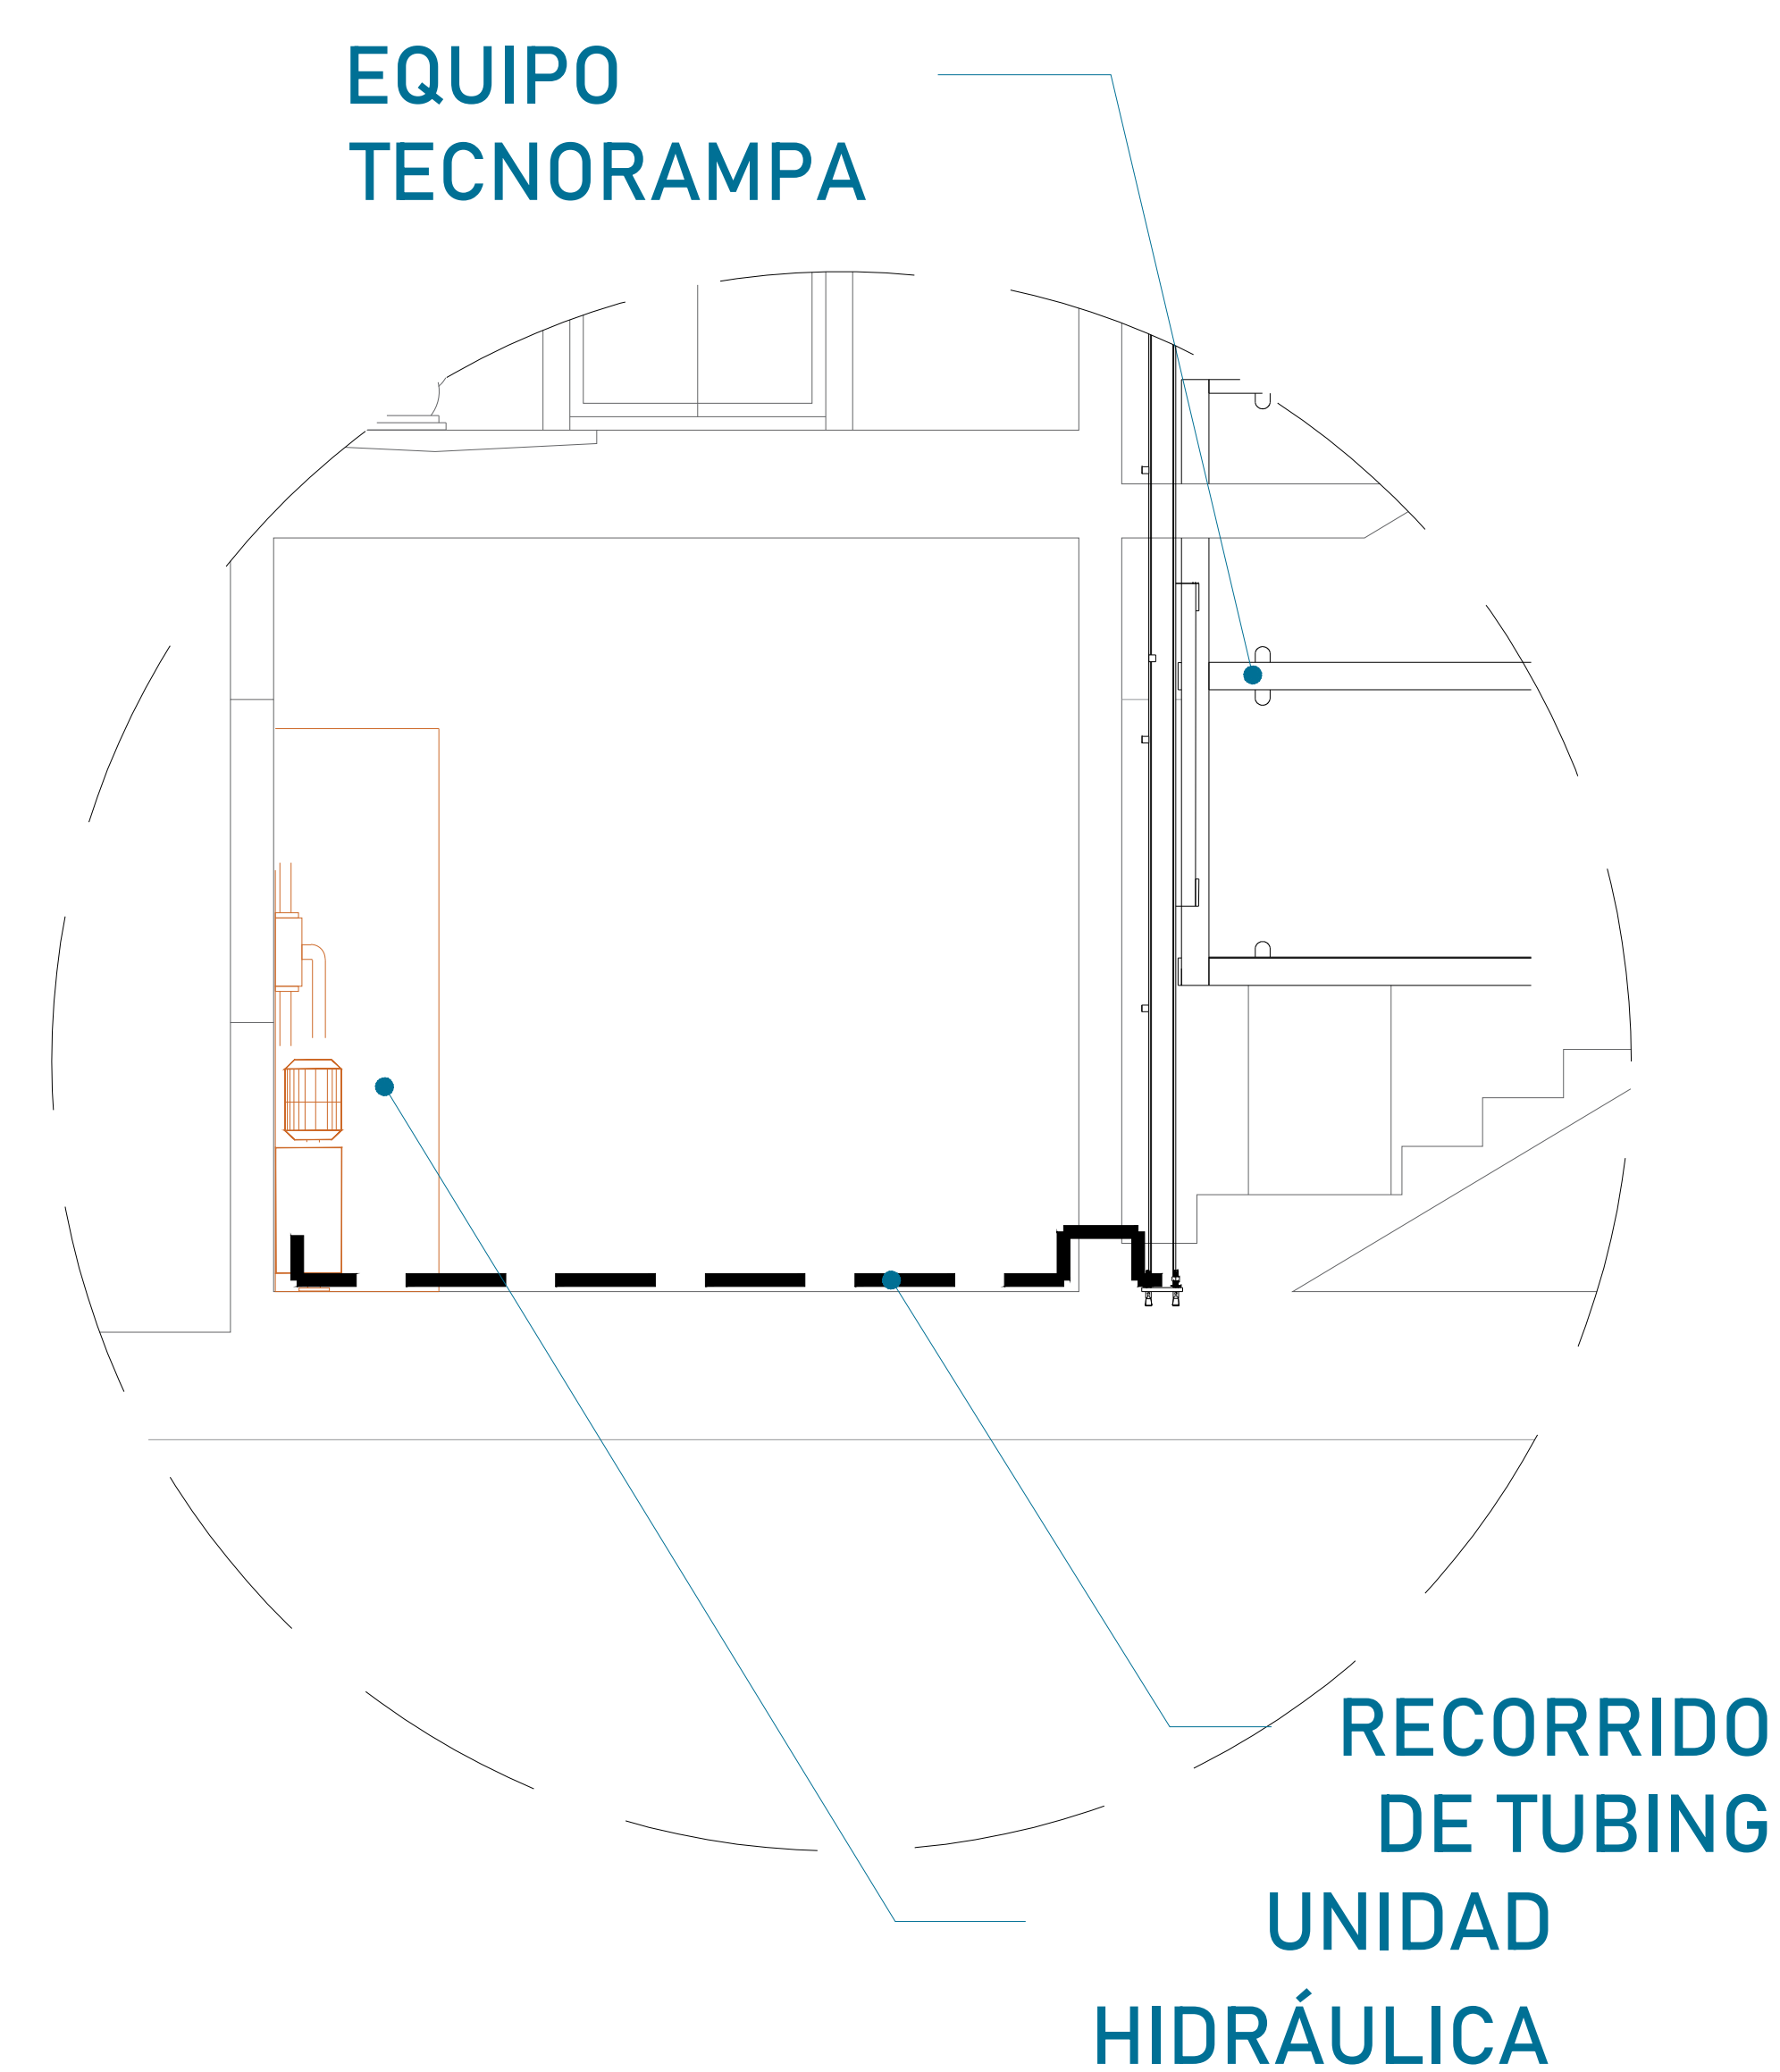 EQUIPO
TECNORAMPA
RECORRIDO
DE TUBING
UNIDAD
HIDRÁULICA